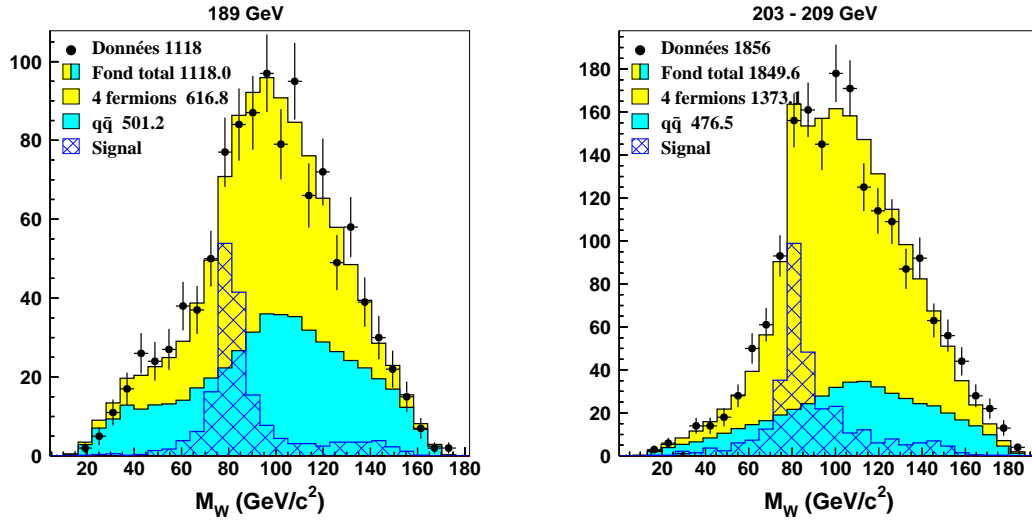 189 GeV
Données 1118
Fond total 1118.0
4 fermions 616.8
qq̄ 501.2
Signal
100
80
60
40
20
0
20 40 60 80 100 120 140 160 180
M_W (GeV/c²)
203 - 209 GeV
Données 1856
Fond total 1849.6
4 fermions 1373.1
qq̄ 476.5
Signal
180
160
140
120
100
80
60
40
20
0
20 40 60 80 100 120 140 160 180
M_W (GeV/c²)